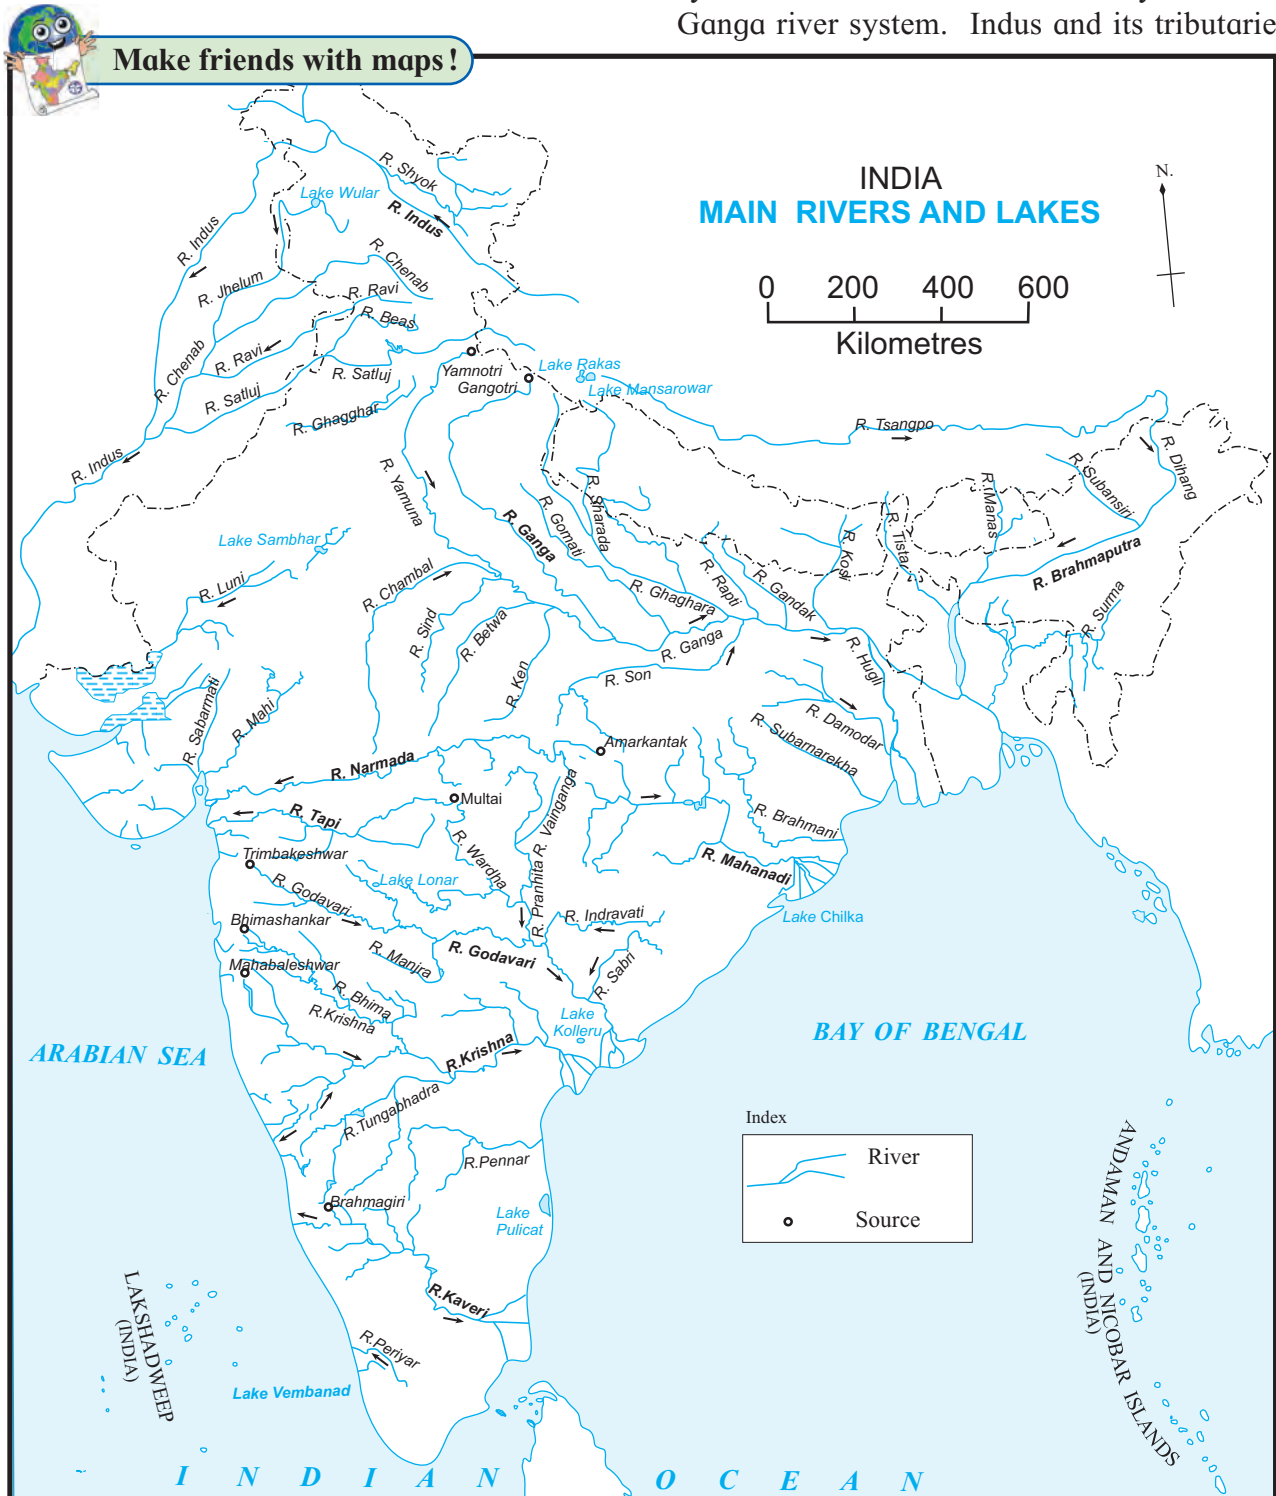 Ganga river system. Indus and its tributarie
Make friends with maps!
INDIA
MAIN RIVERS AND LAKES
N.
0 200 400 600
Kilometres
R. Shyok
Lake Wular
R. Indus
R. Indus
R. Chenab
R. Jhelum
R. Ravi
R. Beas
R. Chenab
R. Ravi
R. Satluj
R. Satluj
Yamnotri
Gangotri
Lake Rakas
Lake Mansarowar
R. Ghagghar
R. Tsangpo
R. Indus
R. Dihang
R. Subansiri
R. Yamuna
R. Sharada
R. Manas
R. Gomati
R. Ganga
R. Tista
Lake Sambhar
R. Kosi
R. Brahmaputra
R. Luni
R. Chambal
R. Rapti
R. Gandak
R. Ghaghara
R. Surma
R. Sind
R. Betwa
R. Ganga
R. Hugli
R. Ken
R. Son
R. Sabarmati
R. Mahi
R. Damodar
R. Subarnarekha
Amarkantak
R. Narmada
Multai
R. Tapi
R. Vainganga
R. Brahmani
Trimbakeshwar
R. Wardha
R. Mahanadi
Lake Lonar
R. Godavari
R. Pranhita
Bhimashankar
R. Indravati
Lake Chilka
R. Manjra
R. Godavari
Mahabaleshwar
R. Sabri
R. Bhima
R.Krishna
Lake
Kolleru
BAY OF BENGAL
ARABIAN SEA
R.Krishna
R.Tungabhadra
Index
River
Source
R.Pennar
Brahmagiri
Lake
Pulicat
ANDAMAN AND NICOBAR ISLANDS
(INDIA)
LAKSHADWEEP
(INDIA)
R.Kaveri
R.Periyar
Lake Vembanad
INDIAN OCEAN